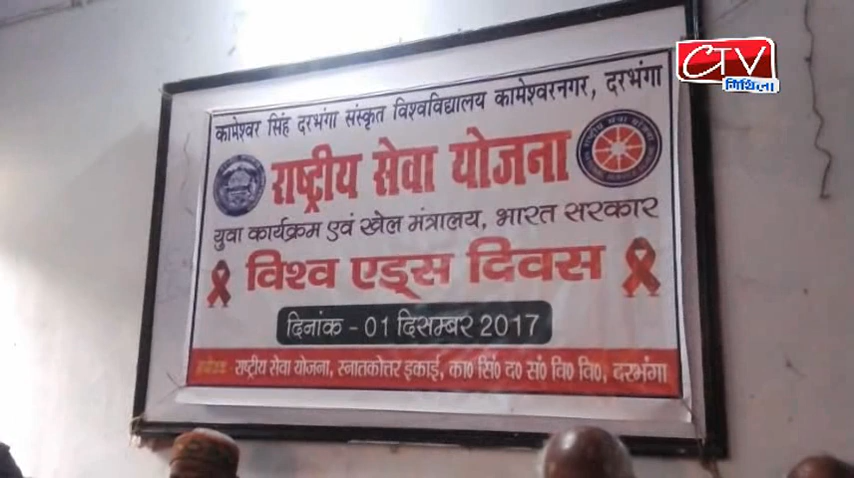 CTV
मिथिला
कामेश्वर सिंह दरभंगा संस्कृत विश्वविद्यालय कामेश्वरनगर, दरभंगा
राष्ट्रीय सेवा योजना
युवा कार्यक्रम एवं खेल मंत्रालय, भारत सरकार
विश्व एड्स दिवस
दिनांक - 01 दिसम्बर 2017
राष्ट्रीय सेवा योजना, स्नातकोत्तर इकाई, का० सिं० द० सं० वि० वि०, दरभंगा